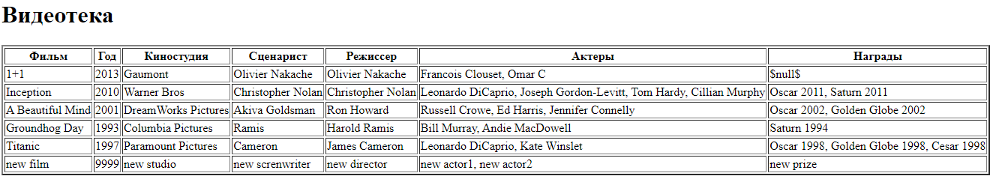 Видеотека
Фильм Год Киностудия Сценарист Режиссер Актеры Награды
1+1 2013 Gaumont Olivier Nakache Olivier Nakache Francois Clouset, Omar C $null$
Inception 2010 Warner Bros Christopher Nolan Christopher Nolan Leonardo DiCaprio, Joseph Gordon-Levitt, Tom Hardy, Cillian Murphy Oscar 2011, Saturn 2011
A Beautiful Mind 2001 DreamWorks Pictures Akiva Goldsman Ron Howard Russell Crowe, Ed Harris, Jennifer Connelly Oscar 2002, Golden Globe 2002
Groundhog Day 1993 Columbia Pictures Ramis Harold Ramis Bill Murray, Andie MacDowell Saturn 1994
Titanic 1997 Paramount Pictures Cameron James Cameron Leonardo DiCaprio, Kate Winslet Oscar 1998, Golden Globe 1998, Cesar 1998
new film 9999 new studio new screnwriter new director new actor1, new actor2 new prize